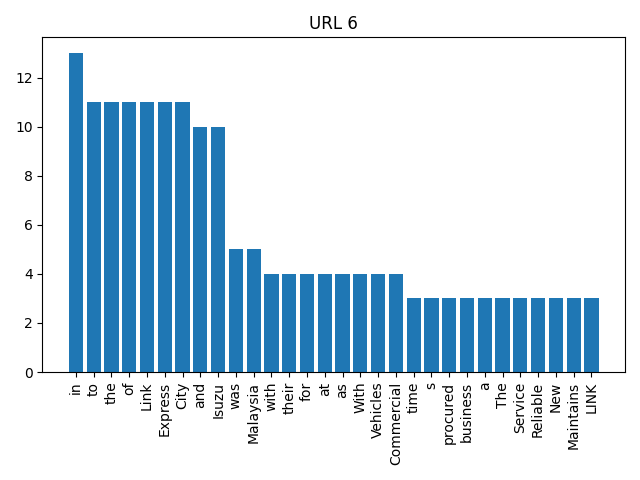 URL 6
12
10
8
6
4
2
0
in
to
the
of
Link
Express
City
and
Isuzu
was
Malaysia
with
their
for
at
as
With
Vehicles
Commercial
time
s
procured
business
a
The
Service
Reliable
New
Maintains
LINK